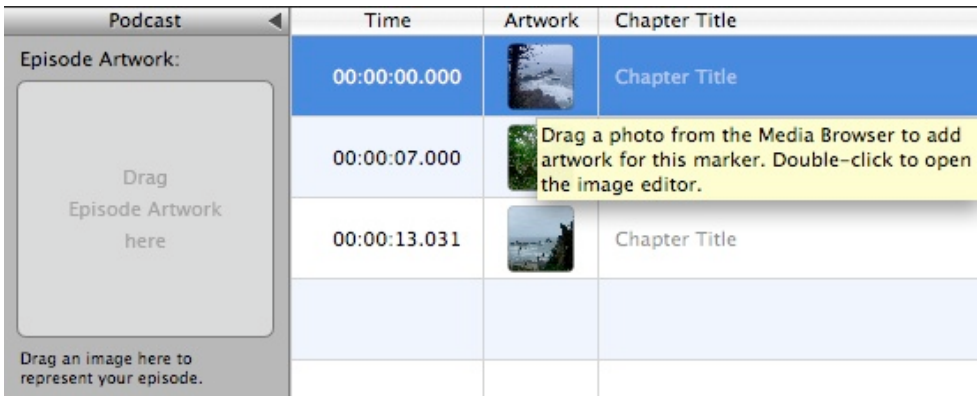 Podcast
Time
Artwork
Chapter Title
Episode Artwork:
Drag
Episode Artwork
here
Drag an image here to
represent your episode.
00:00:00.000
Chapter Title
00:00:07.000
Drag a photo from the Media Browser to add
artwork for this marker. Double-click to open
the image editor.
00:00:13.031
Chapter Title